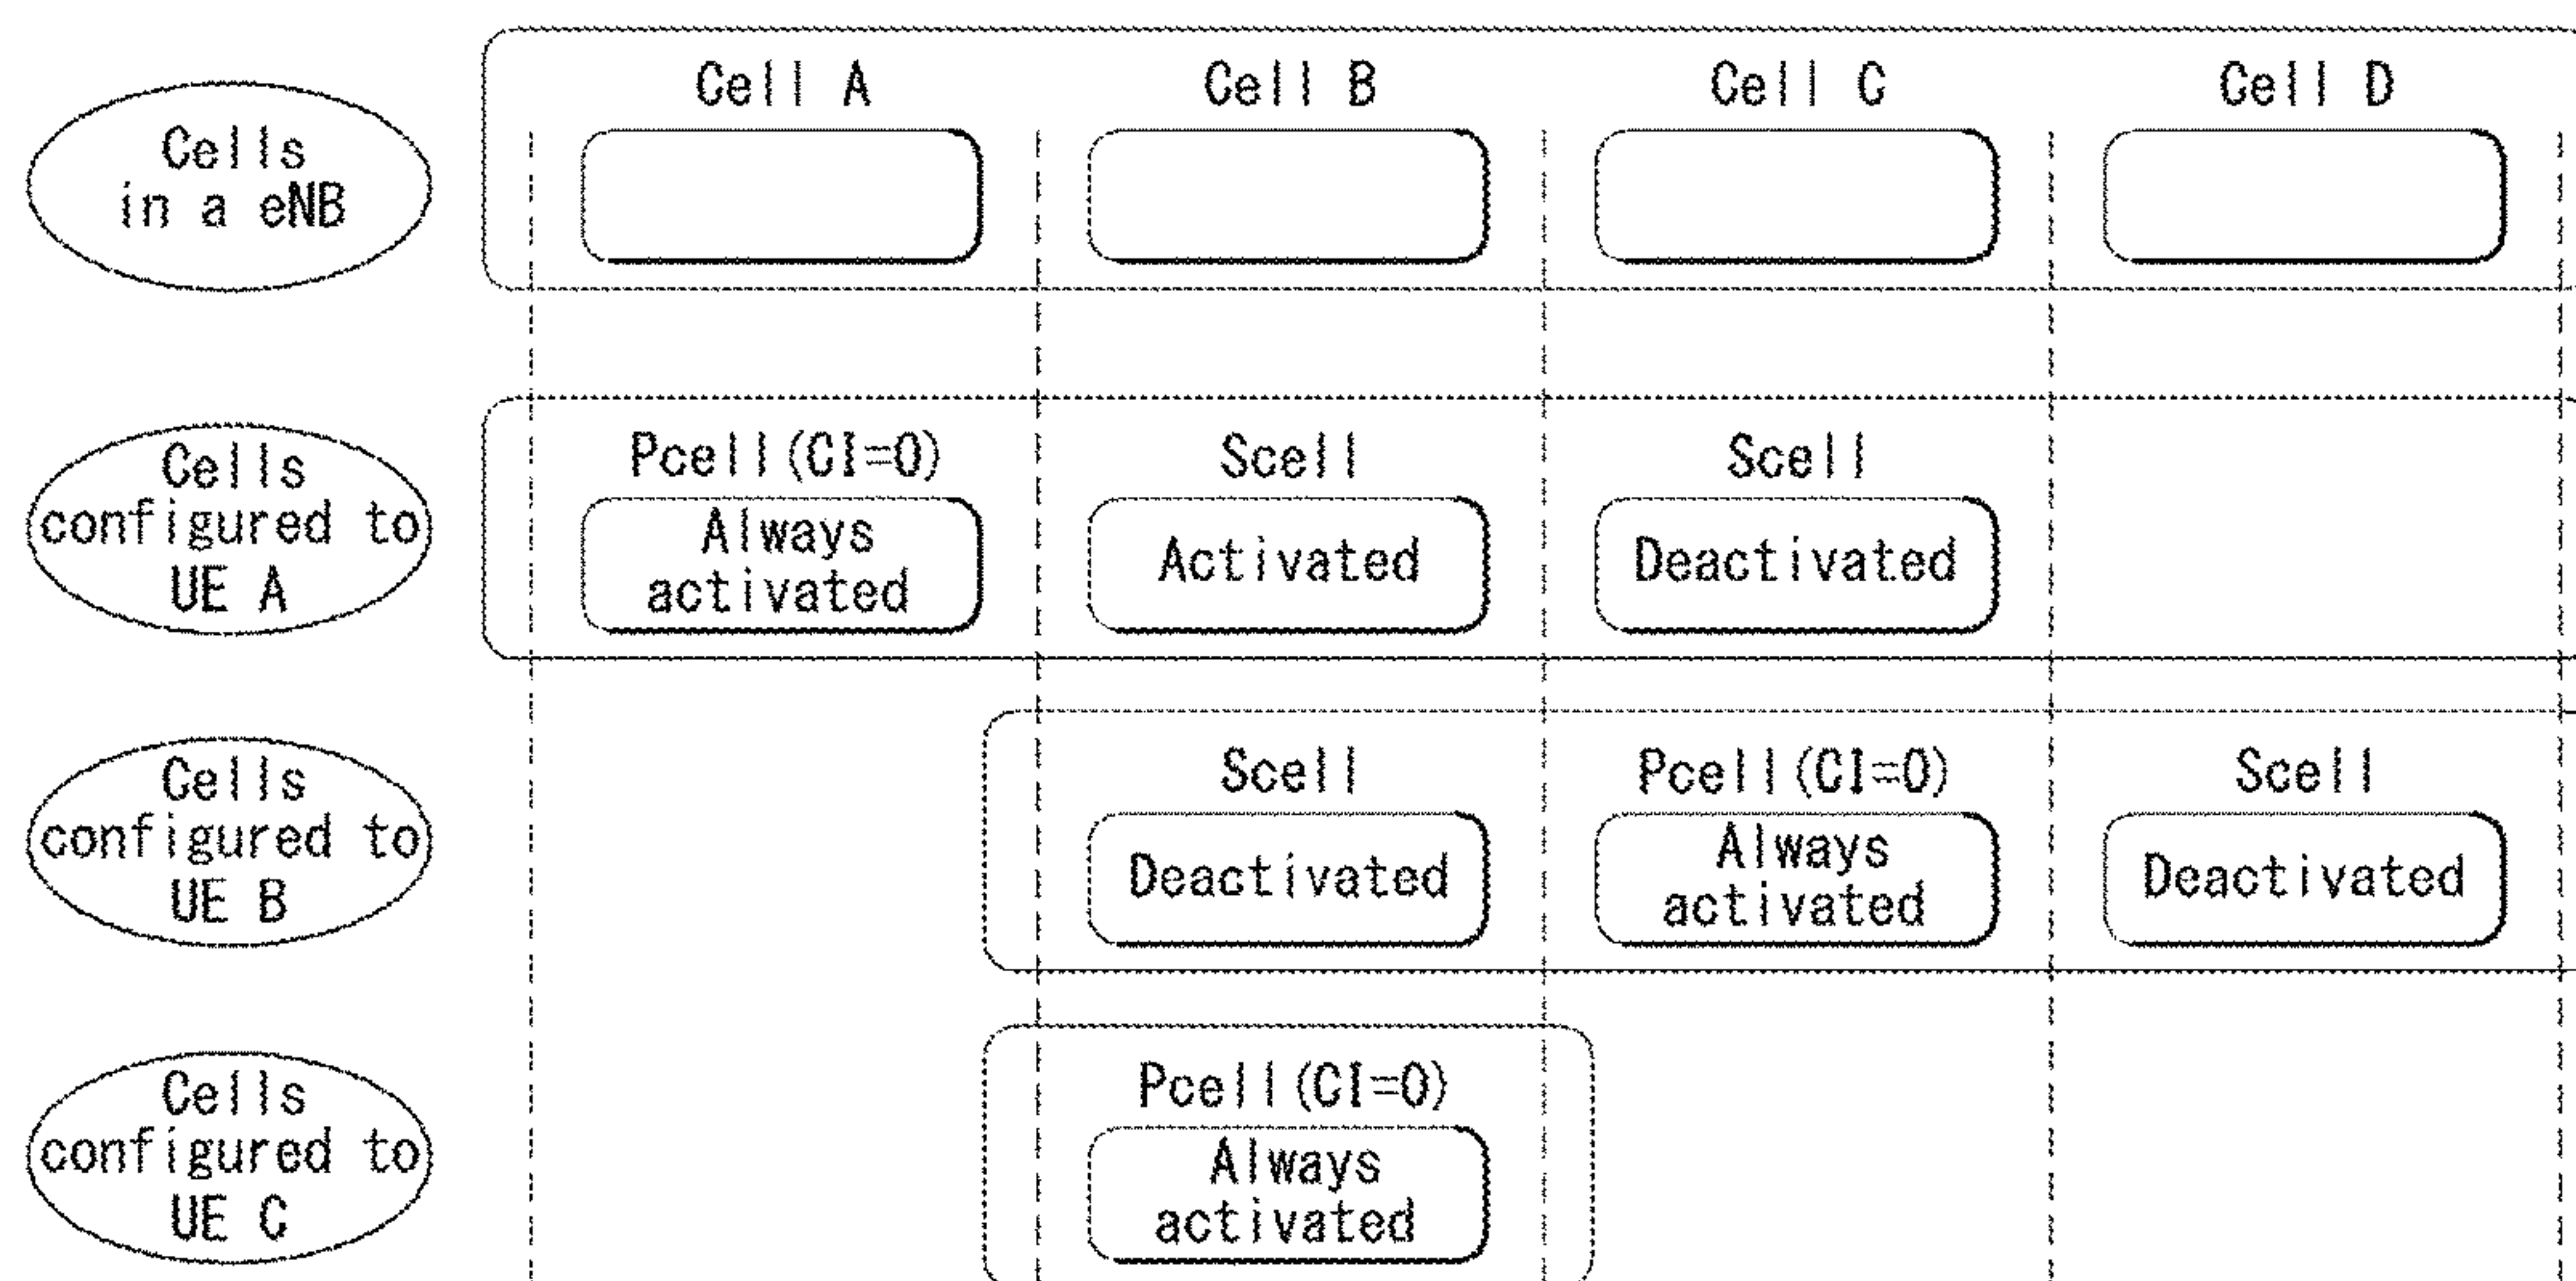 Cell A
Cell B
Cell C
Cell D
Cells
in a eNB
Pcell(CI=0)
Scell
Scell
Cells
configured to
UE A
Always
activated
Activated
Deactivated
Scell
Pcell(CI=0)
Scell
Cells
configured to
UE B
Deactivated
Always
activated
Deactivated
Pcell(CI=0)
Cells
configured to
UE C
Always
activated